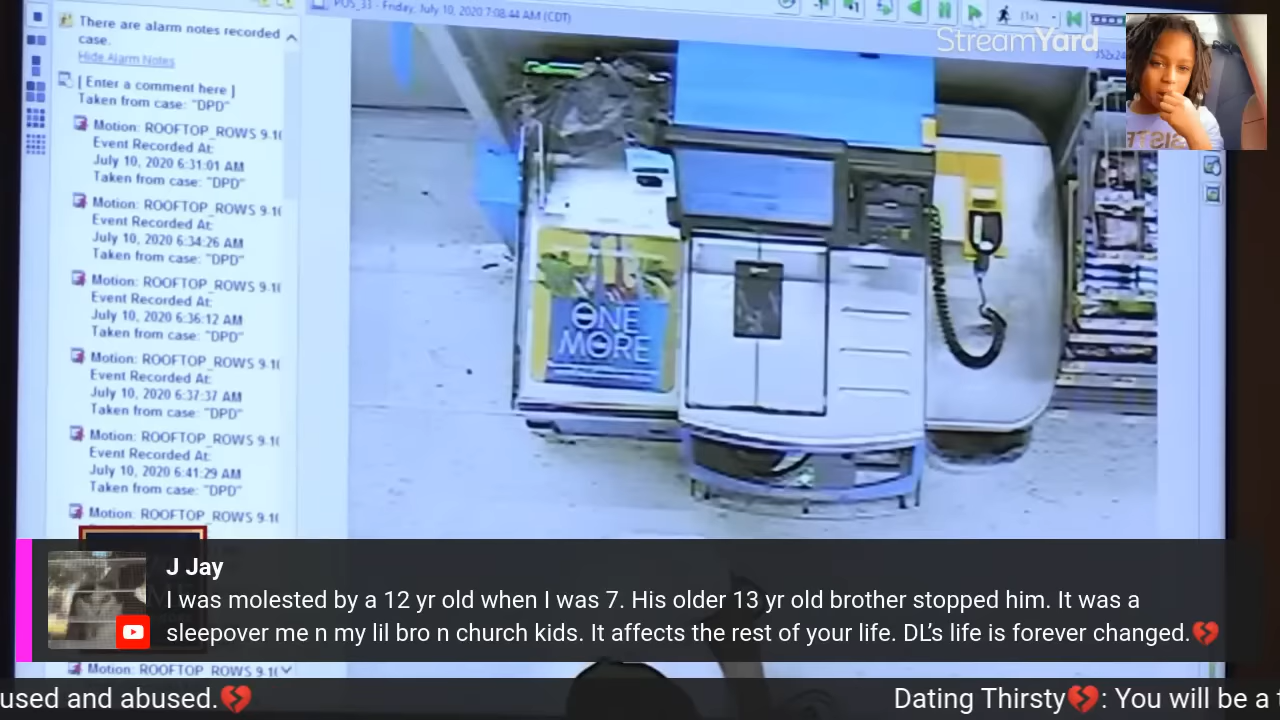 There are alarm notes recorded
case.
Hide Alarm Notes
[ Enter a comment here ]
Taken from case: "DPD"
Motion: ROOFTOP_ROWS 9.1
Event Recorded At:
July 10, 2020 6:31:01 AM
Taken from case: "DPD"
Motion: ROOFTOP_ROWS 9.1
Event Recorded At:
July 10, 2020 6:34:26 AM
Taken from case: "DPD"
Motion: ROOFTOP_ROWS 9.1
Event Recorded At:
July 10, 2020 6:36:12 AM
Taken from case: "DPD"
Motion: ROOFTOP_ROWS 9.1
Event Recorded At:
July 10, 2020 6:37:37 AM
Taken from case: "DPD"
Motion: ROOFTOP_ROWS 9.1
Event Recorded At:
July 10, 2020 6:41:29 AM
Taken from case: "DPD"
Motion: ROOFTOP_ROWS 9.1
Motion: ROOFTOP_ROWS 9.1
POS_33 - Friday, July 10, 2020 7:08:44 AM (CDT)
(1x)
StreamYard
ONE
MORE
J Jay
I was molested by a 12 yr old when I was 7. His older 13 yr old brother stopped him. It was a
sleepover me n my lil bro n church kids. It affects the rest of your life. DL’s life is forever changed.💔
used and abused.💔
Dating Thirsty💔: You will be a